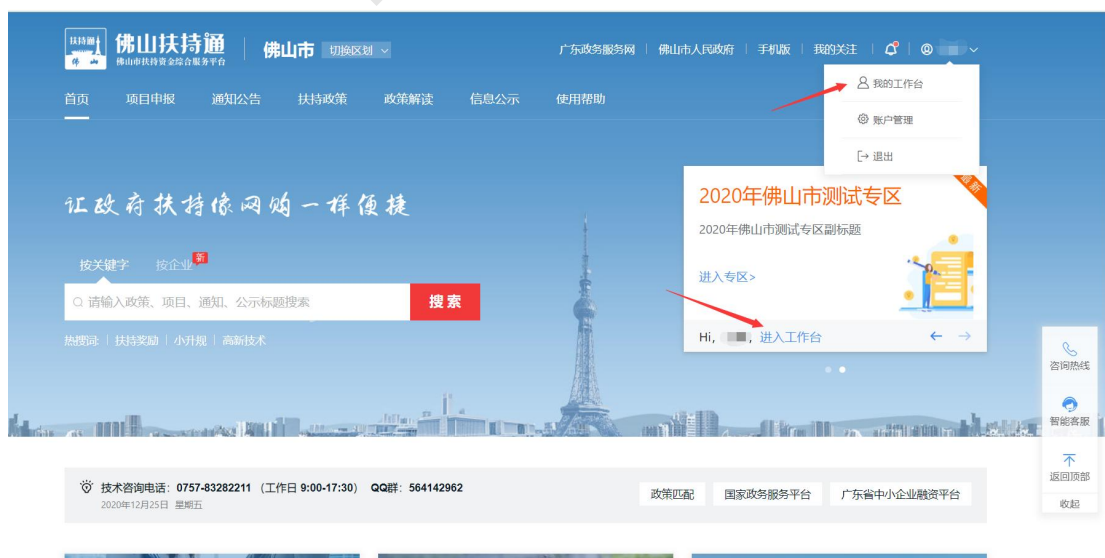 扶持通
佛山
佛山扶持通
佛山市扶持资金综合服务平台
佛山市 切换区划
广东政务服务网 | 佛山市人民政府 | 手机版 | 我的关注
首页 项目申报 通知公告 扶持政策 政策解读 信息公示 使用帮助
我的工作台
账户管理
退出
让政府扶持像网购一样便捷
按关键字 按企业 新
请输入政策、项目、通知、公示标题搜索 搜索
热搜词 | 扶持奖励 | 小升规 | 高新技术
最新
2020年佛山市测试专区
2020年佛山市测试专区副标题
进入专区>
Hi, , 进入工作台
咨询热线
智能客服
返回顶部
收起
技术咨询电话：0757-83282211 （工作日 9:00-17:30） QQ群：564142962
2020年12月25日 星期五
政策匹配 国家政务服务平台 广东省中小企业融资平台